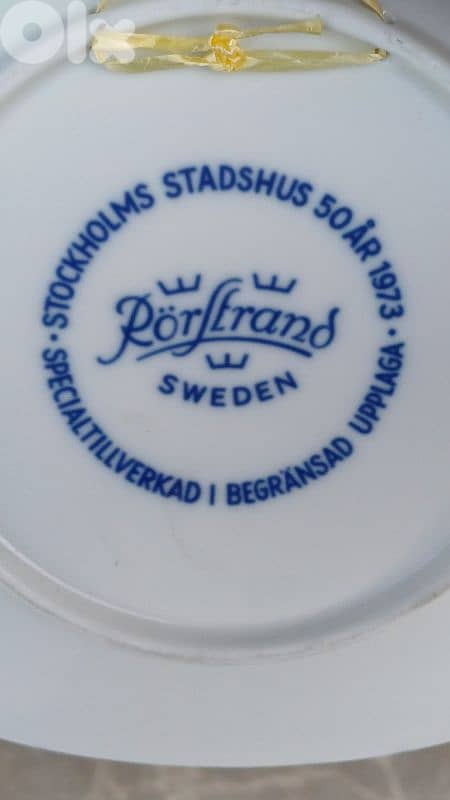 OLX
STOCKHOLMS STADSHUS 50 ÅR 1973 ·
Rörstrand
SWEDEN
SPECIALTILLVERKAD I BEGRÄNSAD UPPLAGA ·